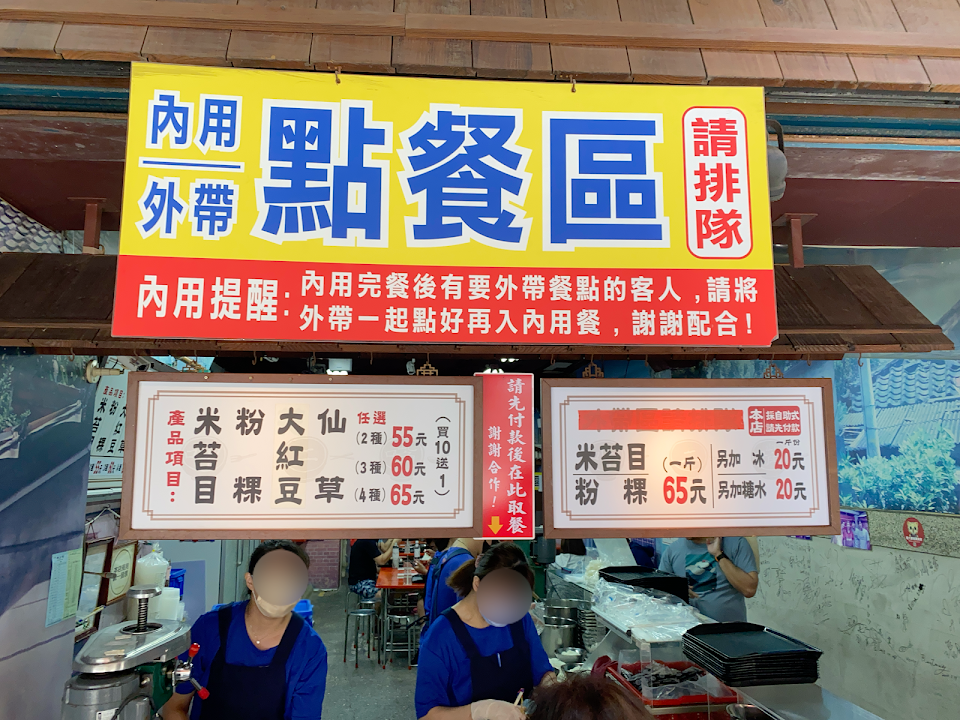 內用
外帶
點餐區
請排隊
內用提醒:
內用完餐後有要外帶餐點的客人,請將
外帶一起點好再入內用餐,謝謝配合!
產品項目:
米苔目
粉粿
大紅豆
仙草
任選
(2種) 55元
(3種) 60元
(4種) 65元
(買10送1)
請先付款後在此取餐
謝謝合作!
本店
採自助式
請先付款
米苔目
粉粿
(一斤)
65元
一斤份
另加 冰 20元
另加糖水 20元